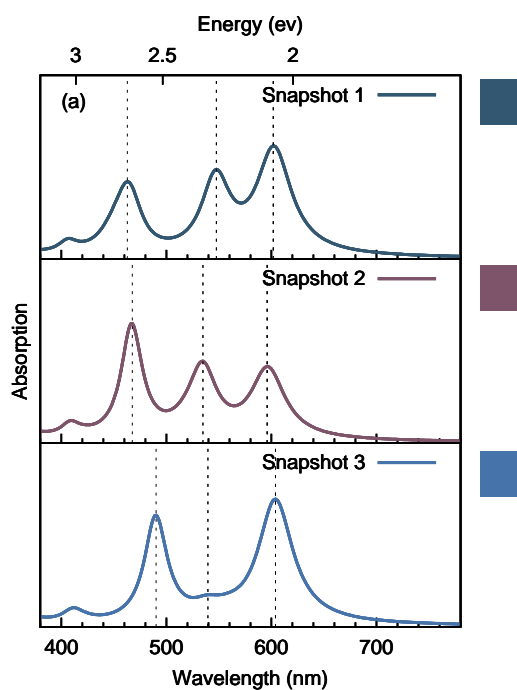 Energy (ev)
3 2.5 2
(a)
Snapshot 1
Snapshot 2
Absorption
Snapshot 3
400 500 600 700
Wavelength (nm)